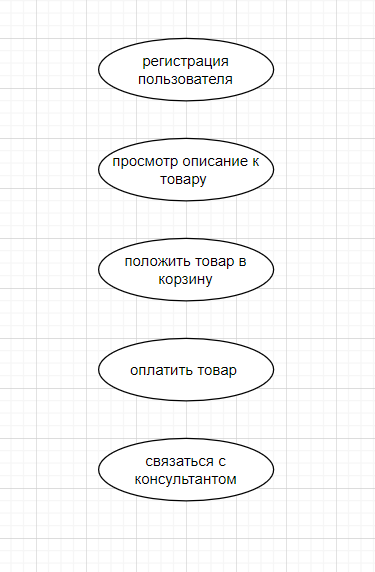 регистрация
пользователя
просмотр описание к
товару
положить товар в
корзину
оплатить товар
связаться с
консультантом